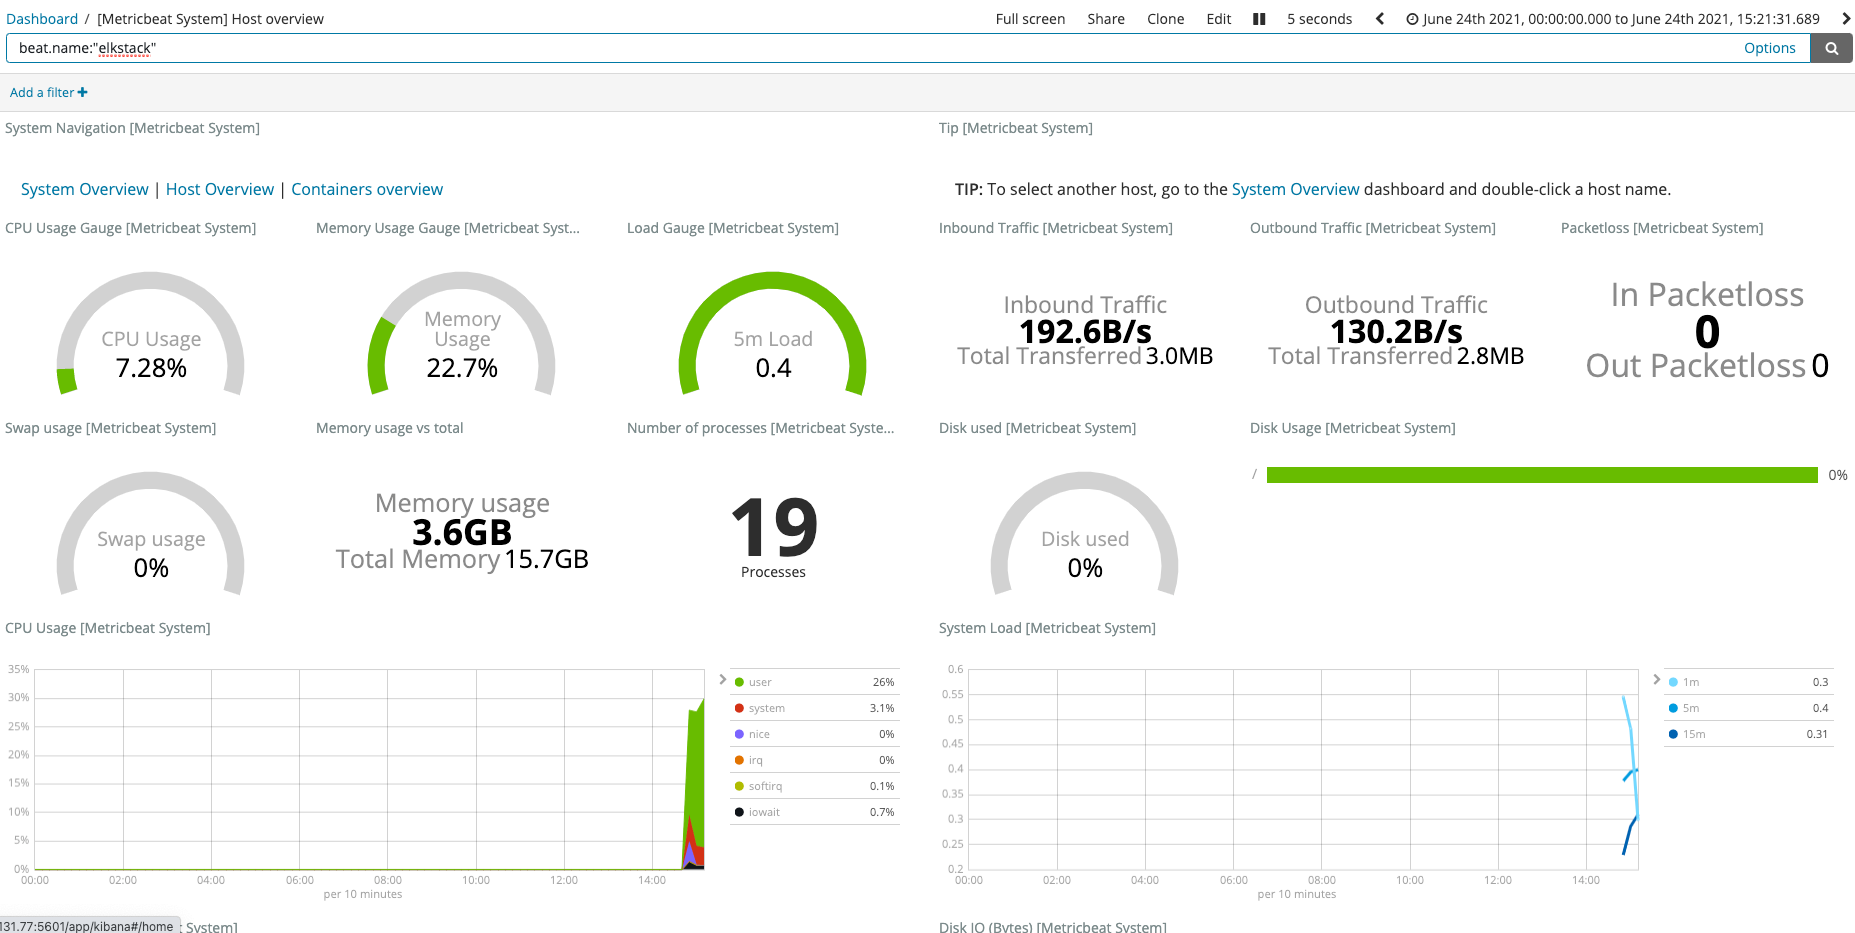 Dashboard / [Metricbeat System] Host overview
Full screen Share Clone Edit 5 seconds June 24th 2021, 00:00:00.000 to June 24th 2021, 15:21:31.689
beat.name:"elkstack"
Options
Add a filter
System Navigation [Metricbeat System]
System Overview | Host Overview | Containers overview
Tip [Metricbeat System]
TIP: To select another host, go to the System Overview dashboard and double-click a host name.
CPU Usage Gauge [Metricbeat System]
CPU Usage
7.28%
Memory Usage Gauge [Metricbeat Syst...
Memory
Usage
22.7%
Load Gauge [Metricbeat System]
5m Load
0.4
Inbound Traffic [Metricbeat System]
Inbound Traffic
192.6B/s
Total Transferred 3.0MB
Outbound Traffic [Metricbeat System]
Outbound Traffic
130.2B/s
Total Transferred 2.8MB
Packetloss [Metricbeat System]
In Packetloss
0
Out Packetloss 0
Swap usage [Metricbeat System]
Swap usage
0%
Memory usage vs total
Memory usage
3.6GB
Total Memory 15.7GB
Number of processes [Metricbeat Syste...
19
Processes
Disk used [Metricbeat System]
Disk used
0%
Disk Usage [Metricbeat System]
/ 0%
CPU Usage [Metricbeat System]
35%
30%
25%
20%
15%
10%
5%
0%
00:00 02:00 04:00 06:00 08:00 10:00 12:00 14:00
per 10 minutes
user 26%
system 3.1%
nice 0%
irq 0%
softirq 0.1%
iowait 0.7%
System Load [Metricbeat System]
0.6
0.55
0.5
0.45
0.4
0.35
0.3
0.25
0.2
00:00 02:00 04:00 06:00 08:00 10:00 12:00 14:00
per 10 minutes
1m 0.3
5m 0.4
15m 0.31
131.77:5601/app/kibana#/home
System]
Disk IO (Bytes) [Metricbeat System]